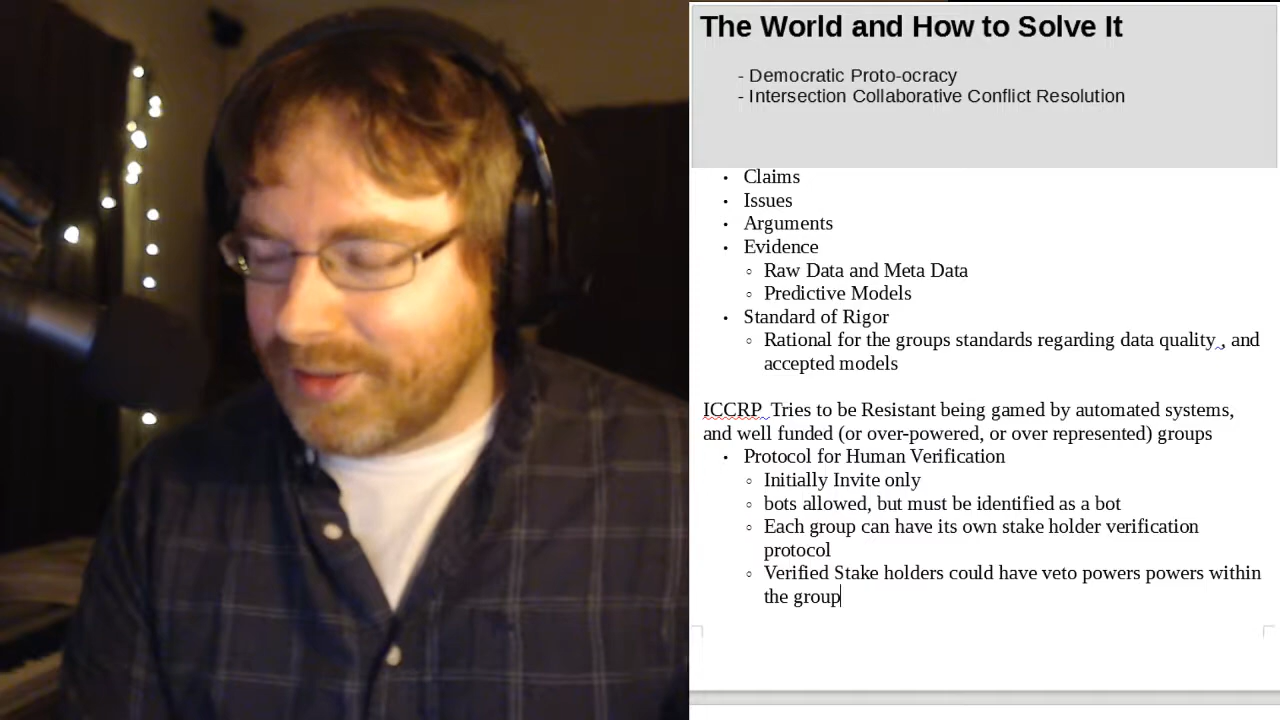 The World and How to Solve It
- Democratic Proto-ocracy
- Intersection Collaborative Conflict Resolution
• Claims
• Issues
• Arguments
• Evidence
◦ Raw Data and Meta Data
◦ Predictive Models
• Standard of Rigor
◦ Rational for the groups standards regarding data quality , and
accepted models
ICCRP Tries to be Resistant being gamed by automated systems,
and well funded (or over-powered, or over represented) groups
• Protocol for Human Verification
◦ Initially Invite only
◦ bots allowed, but must be identified as a bot
◦ Each group can have its own stake holder verification
protocol
◦ Verified Stake holders could have veto powers powers within
the group